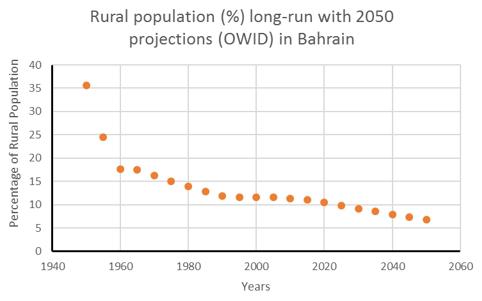 Rural population (%) long-run with 2050
projections (OWID) in Bahrain
Percentage of Rural Population
40
35
30
25
20
15
10
5
0
1940 1960 1980 2000 2020 2040 2060
Years